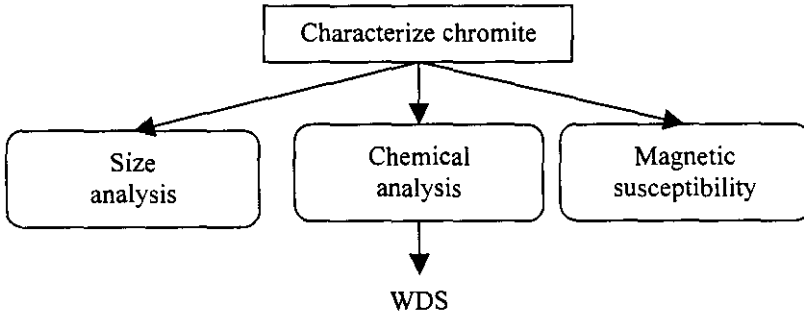 Characterize chromite
Size
analysis
Chemical
analysis
Magnetic
susceptibility
WDS